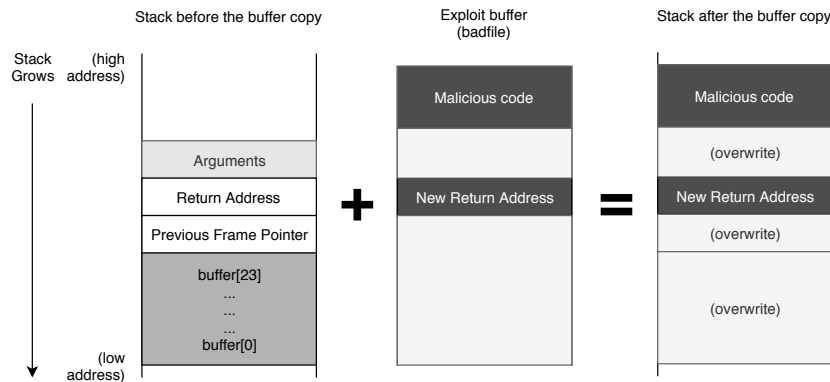 Stack before the buffer copy
Exploit buffer
(badfile)
Stack after the buffer copy
Stack
Grows
(high
address)
Malicious code
Malicious code
Arguments
(overwrite)
Return Address
New Return Address
New Return Address
Previous Frame Pointer
(overwrite)
buffer[23]
...
...
...
buffer[0]
(overwrite)
(low
address)